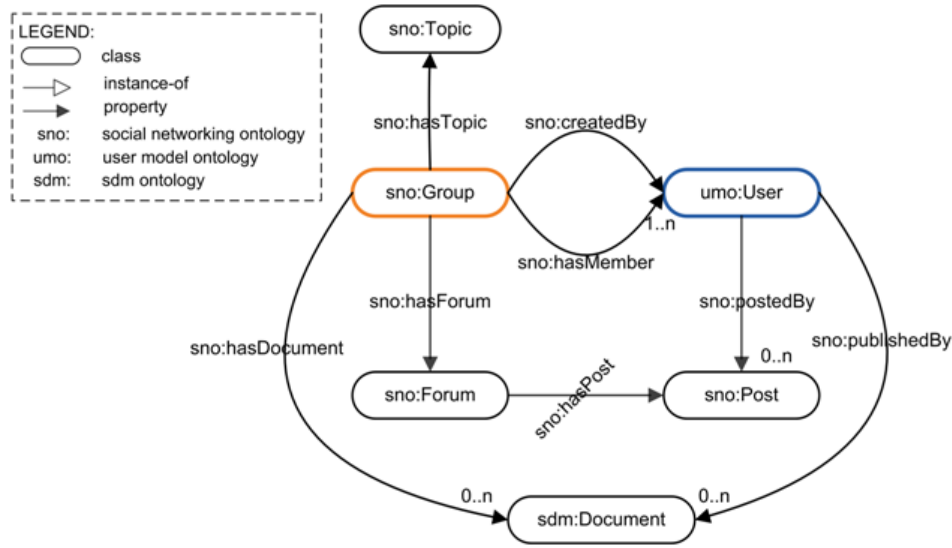 LEGEND:
class
instance-of
property
sno: social networking ontology
umo: user model ontology
sdm: sdm ontology
sno:Topic
sno:hasTopic
sno:createdBy
sno:Group
umo:User
1..n
sno:hasMember
sno:hasForum
sno:postedBy
sno:hasDocument
sno:publishedBy
0..n
sno:Forum
sno:hasPost
sno:Post
0..n
0..n
sdm:Document